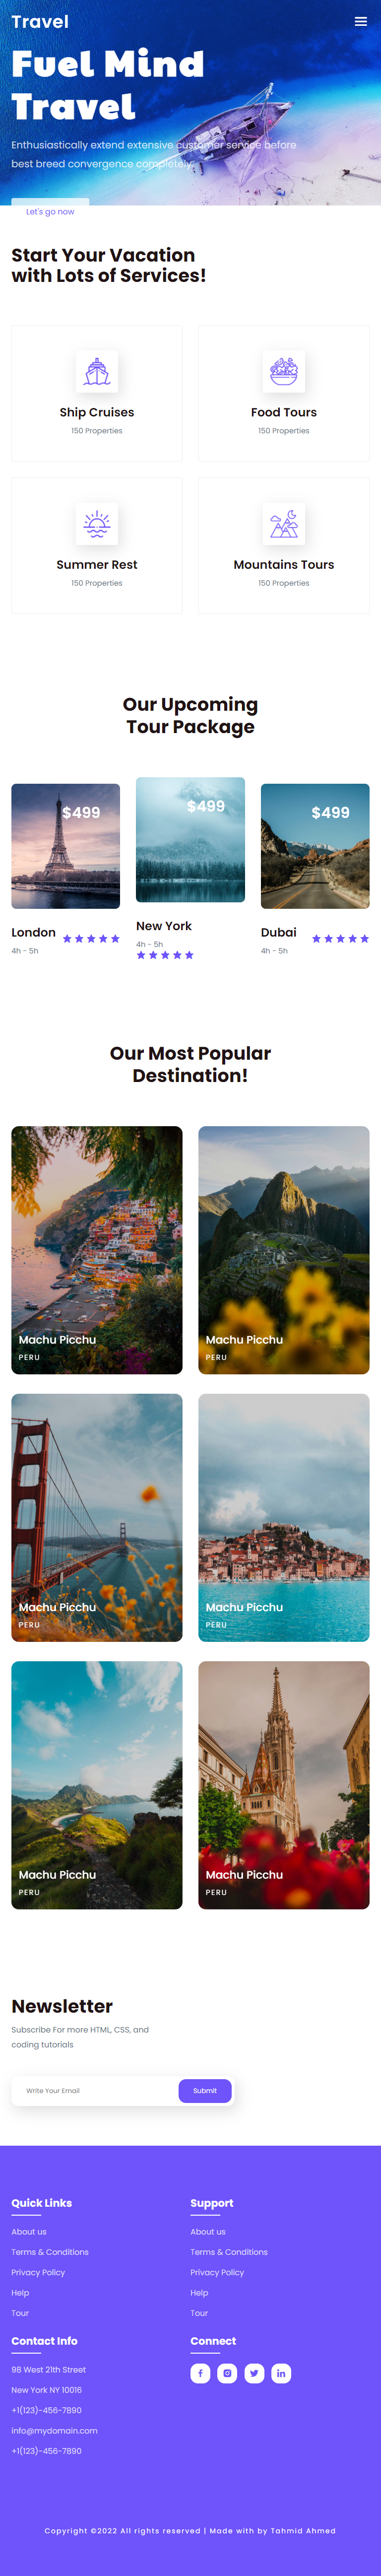 Travel
Fuel Mind
Travel
Enthusiastically extend extensive customer service before
best breed convergence completely.
Let's go now
Start Your Vacation
with Lots of Services!
Ship Cruises
150 Properties
Food Tours
150 Properties
Summer Rest
150 Properties
Mountains Tours
150 Properties
Our Upcoming
Tour Package
$499
$499
$499
London
4h - 5h
New York
4h - 5h
Dubai
4h - 5h
Our Most Popular
Destination!
Machu Picchu
PERU
Machu Picchu
PERU
Machu Picchu
PERU
Machu Picchu
PERU
Machu Picchu
PERU
Machu Picchu
PERU
Newsletter
Subscribe For more HTML, CSS, and
coding tutorials
Write Your Email
Submit
Quick Links
About us
Terms & Conditions
Privacy Policy
Help
Tour
Support
About us
Terms & Conditions
Privacy Policy
Help
Tour
Contact Info
98 West 21th Street
New York NY 10016
+1(123)-456-7890
info@mydomain.com
+1(123)-456-7890
Connect
Copyright ©2022 All rights reserved | Made with by Tahmid Ahmed